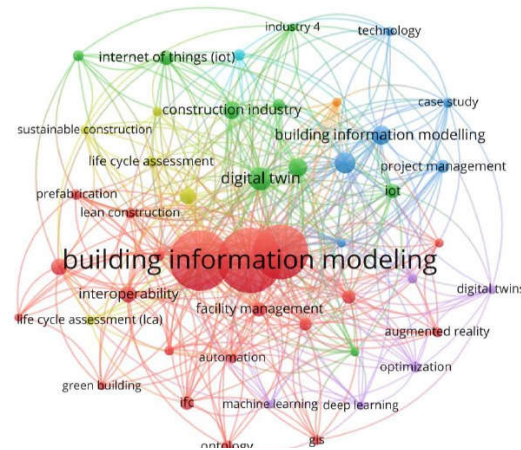 industry 4
technology
internet of things (iot)
construction industry
case study
sustainable construction
building information modelling
life cycle assessment
digital twin
project management
prefabrication
iot
lean construction
building information modeling
interoperability
digital twins
facility management
life cycle assessment (lca)
augmented reality
automation
optimization
green building
ifc
machine learning
deep learning
ontology
gis